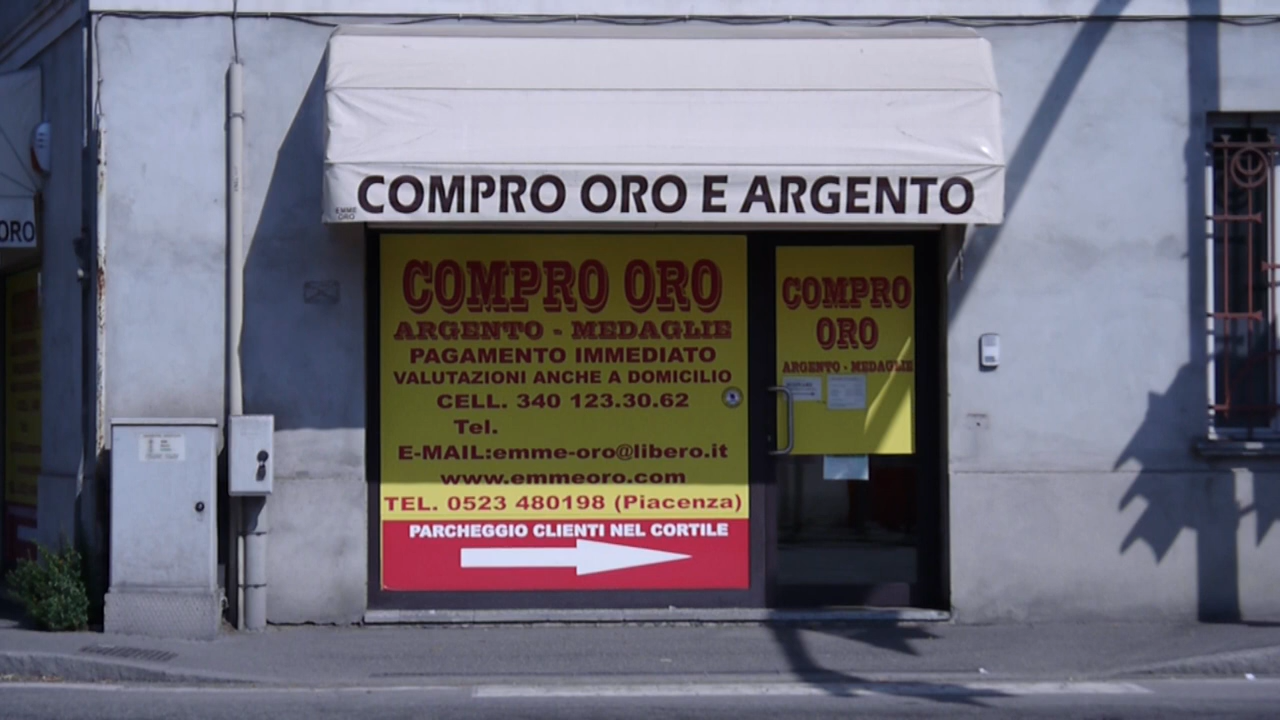 COMPRO ORO E ARGENTO
EMME
ORO
ORO
COMPRO ORO
ARGENTO - MEDAGLIE
PAGAMENTO IMMEDIATO
VALUTAZIONI ANCHE A DOMICILIO
CELL. 340 123.30.62
Tel.
E-MAIL:emme-oro@libero.it
www.emmeoro.com
TEL. 0523 480198 (Piacenza)
PARCHEGGIO CLIENTI NEL CORTILE
COMPRO
ORO
ARGENTO - MEDAGLIE